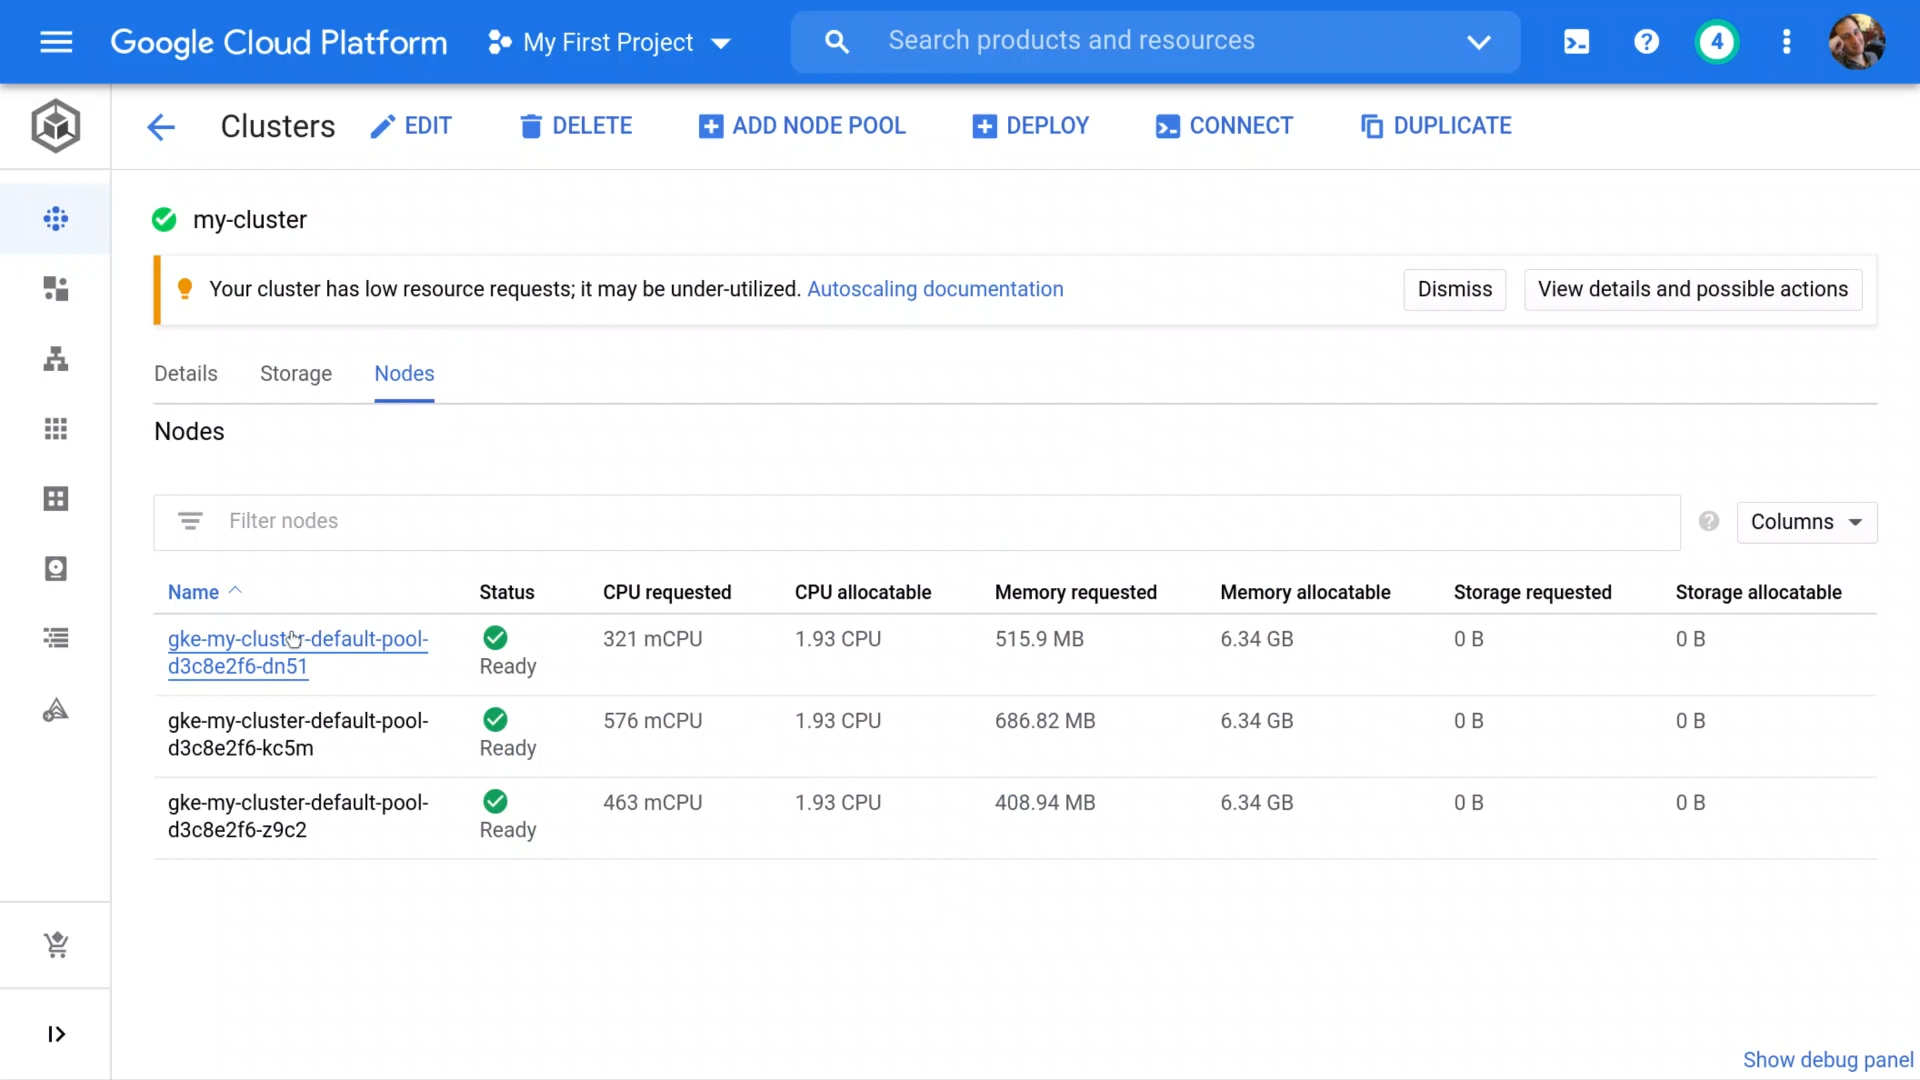 Google Cloud Platform My First Project Search products and resources 4
Clusters EDIT DELETE ADD NODE POOL DEPLOY CONNECT DUPLICATE
my-cluster
Your cluster has low resource requests; it may be under-utilized. Autoscaling documentation Dismiss View details and possible actions
Details Storage Nodes
Nodes
Filter nodes Columns
Name Status CPU requested CPU allocatable Memory requested Memory allocatable Storage requested Storage allocatable
gke-my-cluster-default-pool- 321 mCPU 1.93 CPU 515.9 MB 6.34 GB 0 B 0 B
d3c8e2f6-dn51 Ready
gke-my-cluster-default-pool- 576 mCPU 1.93 CPU 686.82 MB 6.34 GB 0 B 0 B
d3c8e2f6-kc5m Ready
gke-my-cluster-default-pool- 463 mCPU 1.93 CPU 408.94 MB 6.34 GB 0 B 0 B
d3c8e2f6-z9c2 Ready
Show debug panel